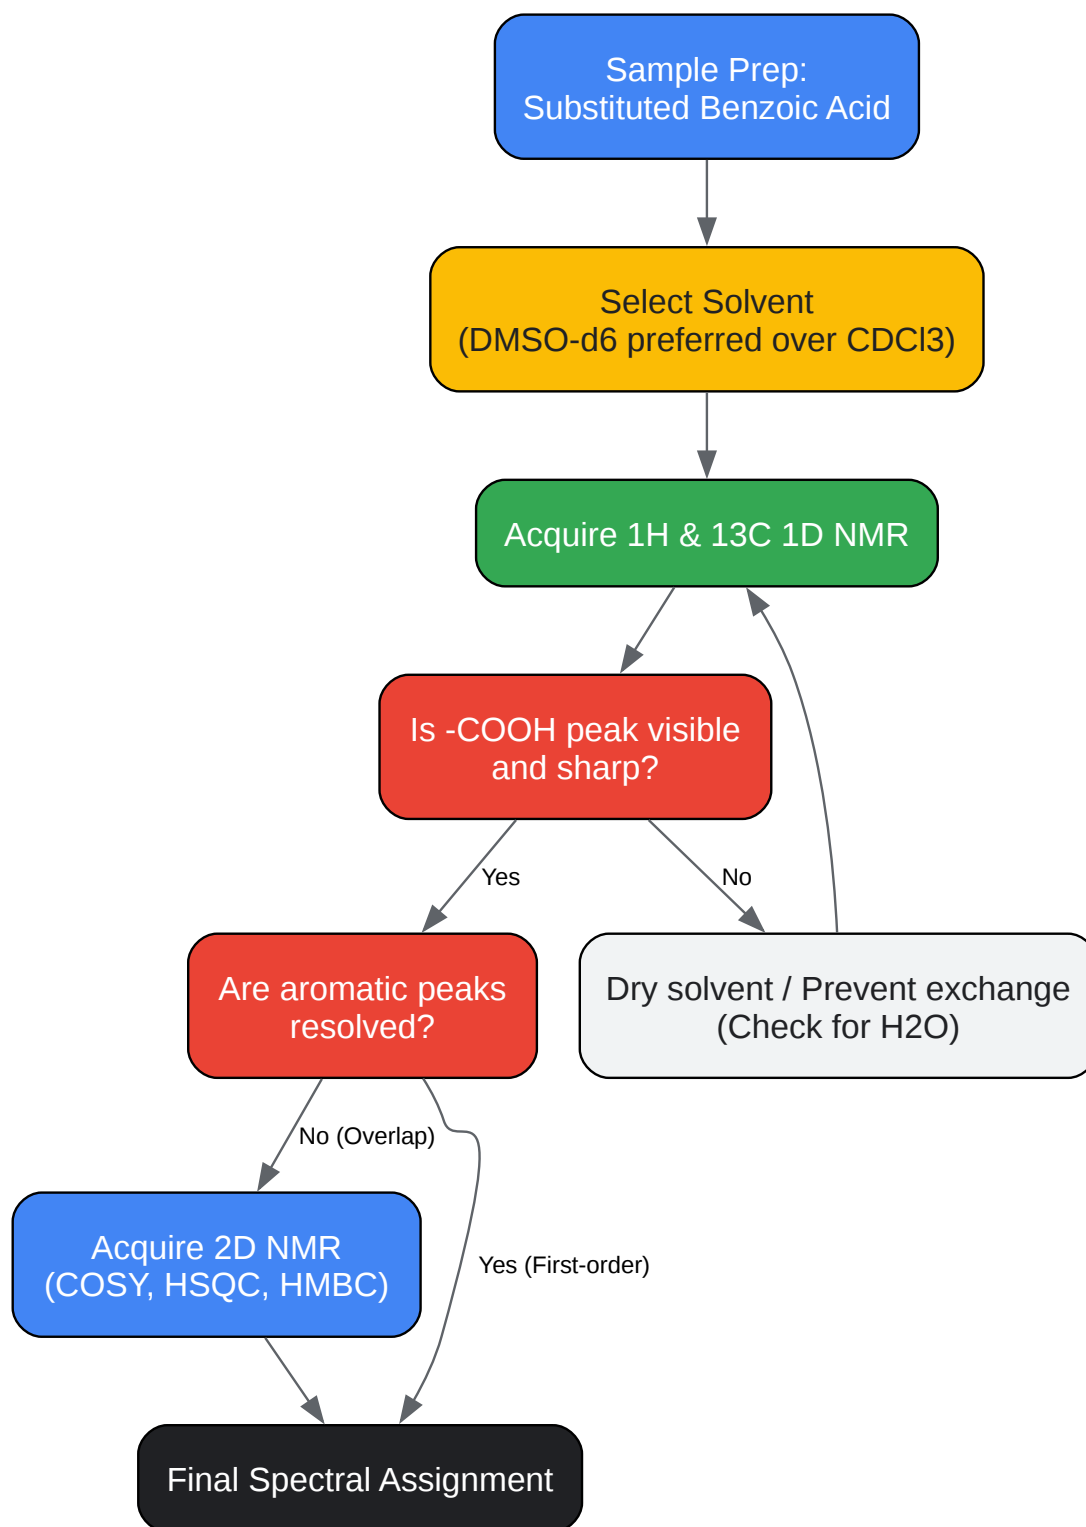 Sample Prep:
Substituted Benzoic Acid
Select Solvent
(DMSO-d6 preferred over CDCl3)
Acquire 1H & 13C 1D NMR
Is -COOH peak visible
and sharp?
Yes
No
Are aromatic peaks
resolved?
Dry solvent / Prevent exchange
(Check for H2O)
No (Overlap)
Acquire 2D NMR
(COSY, HSQC, HMBC)
Yes (First-order)
Final Spectral Assignment